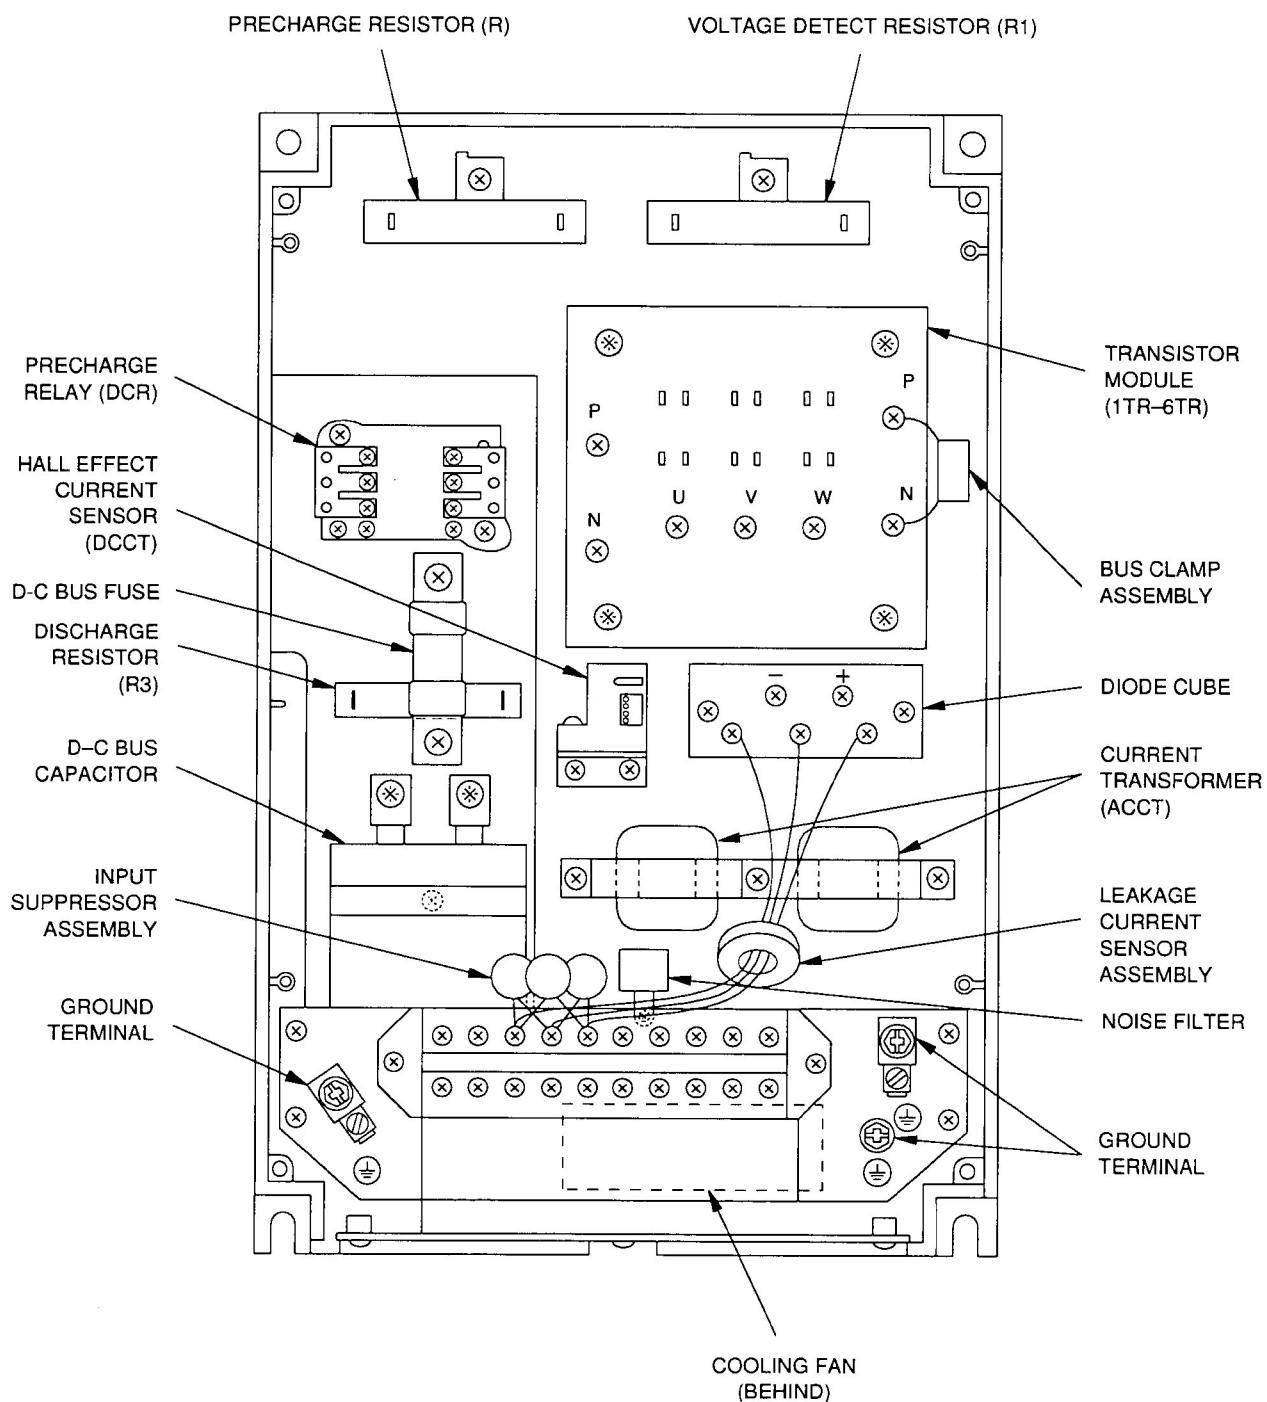 PRECHARGE RESISTOR (R)
VOLTAGE DETECT RESISTOR (R1)
PRECHARGE
RELAY (DCR)
HALL EFFECT
CURRENT
SENSOR
(DCCT)
D-C BUS FUSE
DISCHARGE
RESISTOR
(R3)
D–C BUS
CAPACITOR
INPUT
SUPPRESSOR
ASSEMBLY
GROUND
TERMINAL
P
P
N
N
U V W
– +
TRANSISTOR
MODULE
(1TR–6TR)
BUS CLAMP
ASSEMBLY
DIODE CUBE
CURRENT
TRANSFORMER
(ACCT)
LEAKAGE
CURRENT
SENSOR
ASSEMBLY
NOISE FILTER
GROUND
TERMINAL
COOLING FAN
(BEHIND)